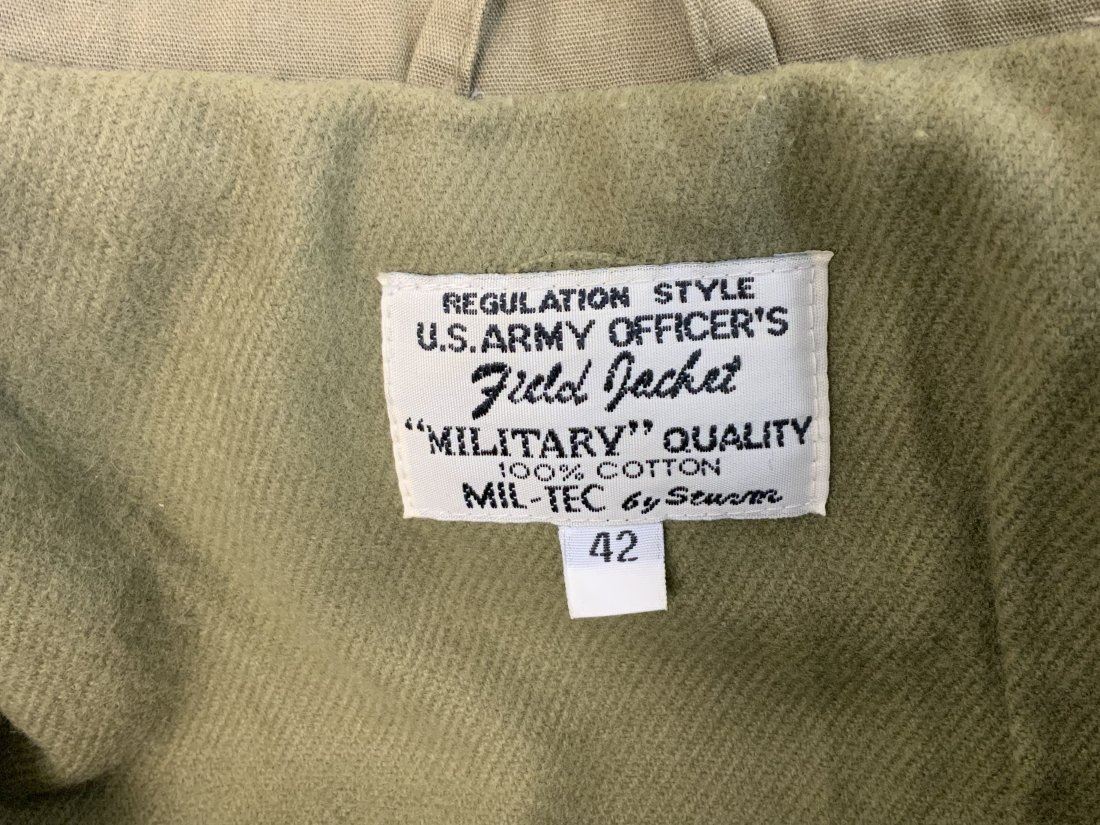 REGULATION STYLE
U.S. ARMY OFFICER'S
Field Jacket
"MILITARY" QUALITY
100% COTTON
MIL-TEC by Sturm
42